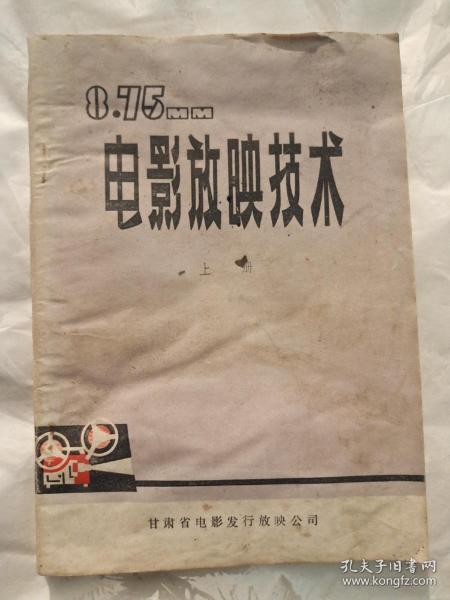 8.75mm
电影放映技术
上册
甘肃省电影发行放映公司
孔夫子旧书网
www.kongfz.com